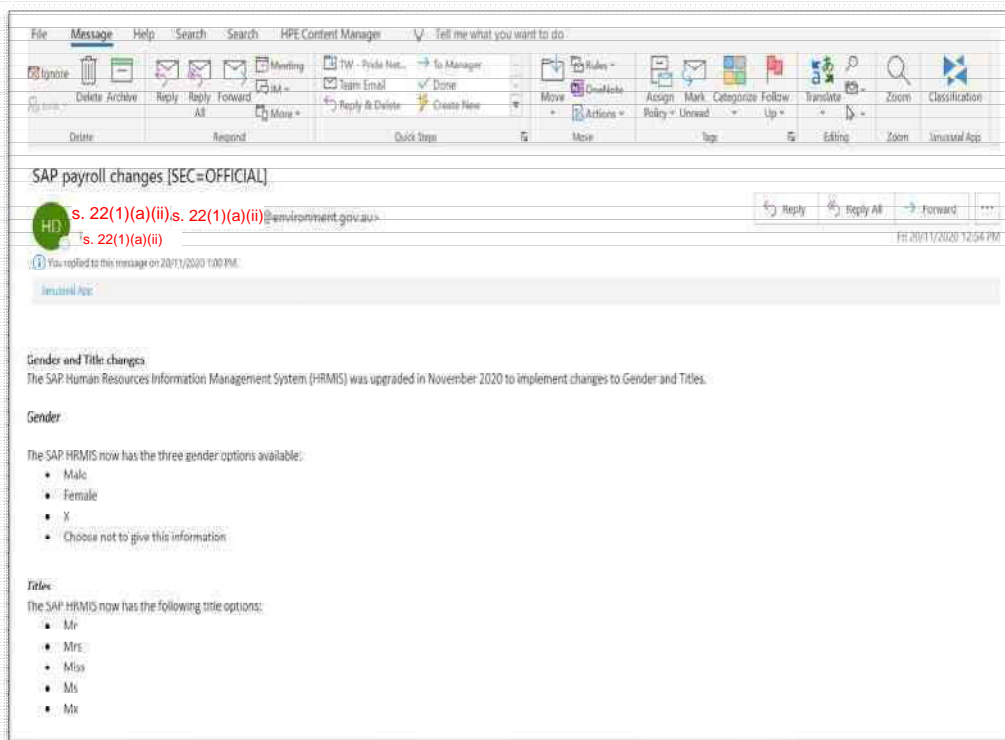 File Message Help Search Search HPE Content Manager Tell me what you want to do
Ignore
Delete Archive
Reply Reply All Forward
Meeting
IM
More
TW - Pride Net... To Manager
Team Email Done
Reply & Delete Create New
Move
Rules
OneNote
Actions
Assign Policy Mark Unread Categorize Follow Up
Translate
Zoom
Classification
Delete Respond Quick Steps Move Tags Editing Zoom Janusseal App
SAP payroll changes [SEC=OFFICIAL]
HD
s. 22(1)(a)(ii) s. 22(1)(a)(ii) @environment.gov.au>
s. 22(1)(a)(ii)
Reply Reply All Forward ...
Fri 20/11/2020 12:54 PM
You replied to this message on 20/11/2020 1:00 PM.
Janusseal App
Gender and Title changes
The SAP Human Resources Information Management System (HRMIS) was upgraded in November 2020 to implement changes to Gender and Titles.
Gender
The SAP HRMIS now has the three gender options available:
• Male
• Female
• X
• Choose not to give this information
Titles
The SAP HRMIS now has the following title options:
• Mr
• Mrs
• Miss
• Ms
• Mx